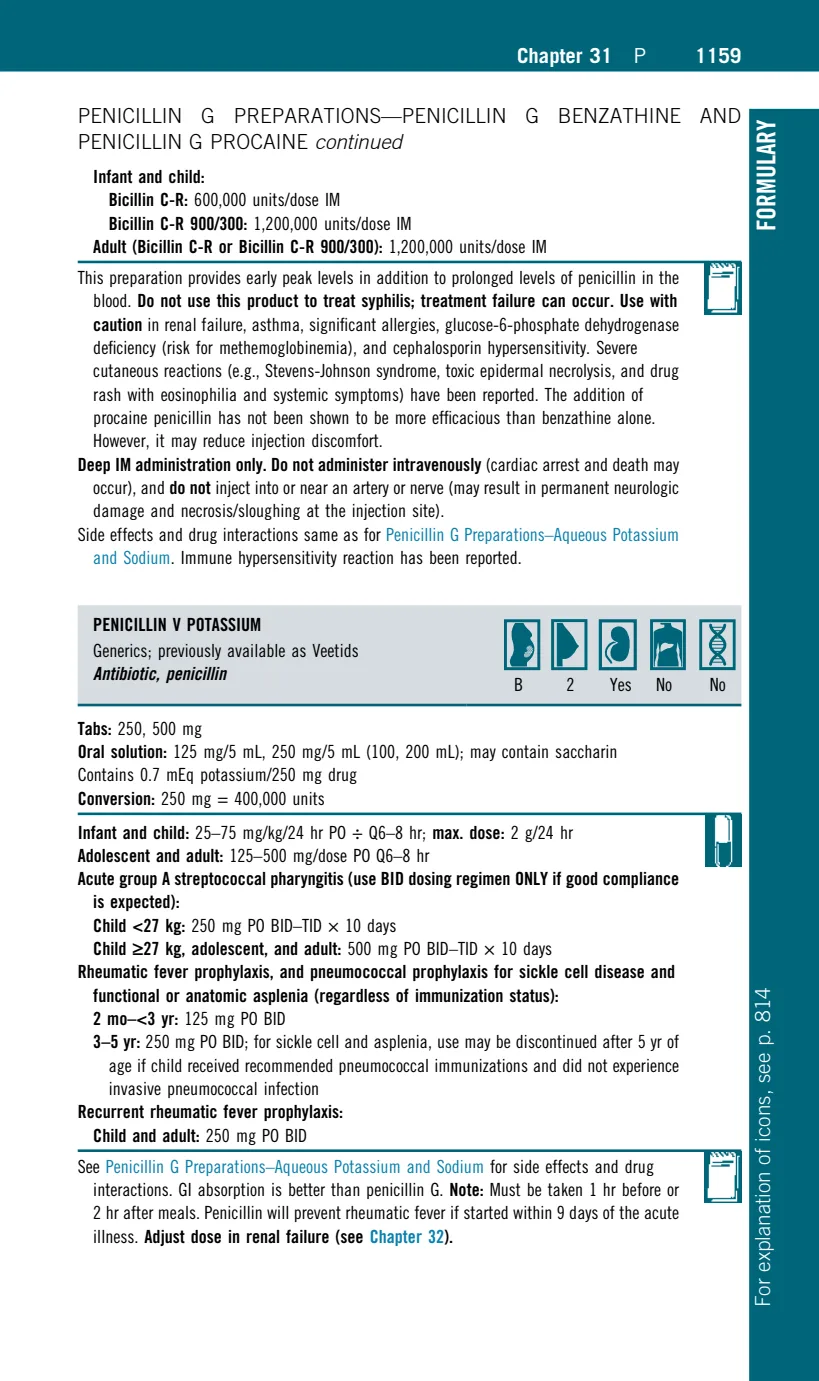 Chapter 31 P 1159
PENICILLIN G PREPARATIONS—PENICILLIN G BENZATHINE AND
PENICILLIN G PROCAINE continued
Infant and child:
Bicillin C-R: 600,000 units/dose IM
Bicillin C-R 900/300: 1,200,000 units/dose IM
Adult (Bicillin C-R or Bicillin C-R 900/300): 1,200,000 units/dose IM
This preparation provides early peak levels in addition to prolonged levels of penicillin in the
blood. Do not use this product to treat syphilis; treatment failure can occur. Use with
caution in renal failure, asthma, significant allergies, glucose-6-phosphate dehydrogenase
deficiency (risk for methemoglobinemia), and cephalosporin hypersensitivity. Severe
cutaneous reactions (e.g., Stevens-Johnson syndrome, toxic epidermal necrolysis, and drug
rash with eosinophilia and systemic symptoms) have been reported. The addition of
procaine penicillin has not been shown to be more efficacious than benzathine alone.
However, it may reduce injection discomfort.
Deep IM administration only. Do not administer intravenously (cardiac arrest and death may
occur), and do not inject into or near an artery or nerve (may result in permanent neurologic
damage and necrosis/sloughing at the injection site).
Side effects and drug interactions same as for Penicillin G Preparations–Aqueous Potassium
and Sodium. Immune hypersensitivity reaction has been reported.
PENICILLIN V POTASSIUM
Generics; previously available as Veetids
Antibiotic, penicillin
B 2 Yes No No
Tabs: 250, 500 mg
Oral solution: 125 mg/5 mL, 250 mg/5 mL (100, 200 mL); may contain saccharin
Contains 0.7 mEq potassium/250 mg drug
Conversion: 250 mg = 400,000 units
Infant and child: 25–75 mg/kg/24 hr PO ÷ Q6–8 hr; max. dose: 2 g/24 hr
Adolescent and adult: 125–500 mg/dose PO Q6–8 hr
Acute group A streptococcal pharyngitis (use BID dosing regimen ONLY if good compliance
is expected):
Child <27 kg: 250 mg PO BID–TID × 10 days
Child ≥27 kg, adolescent, and adult: 500 mg PO BID–TID × 10 days
Rheumatic fever prophylaxis, and pneumococcal prophylaxis for sickle cell disease and
functional or anatomic asplenia (regardless of immunization status):
2 mo–<3 yr: 125 mg PO BID
3–5 yr: 250 mg PO BID; for sickle cell and asplenia, use may be discontinued after 5 yr of
age if child received recommended pneumococcal immunizations and did not experience
invasive pneumococcal infection
Recurrent rheumatic fever prophylaxis:
Child and adult: 250 mg PO BID
See Penicillin G Preparations–Aqueous Potassium and Sodium for side effects and drug
interactions. GI absorption is better than penicillin G. Note: Must be taken 1 hr before or
2 hr after meals. Penicillin will prevent rheumatic fever if started within 9 days of the acute
illness. Adjust dose in renal failure (see Chapter 32).
FORMULARY
For explanation of icons, see p. 814